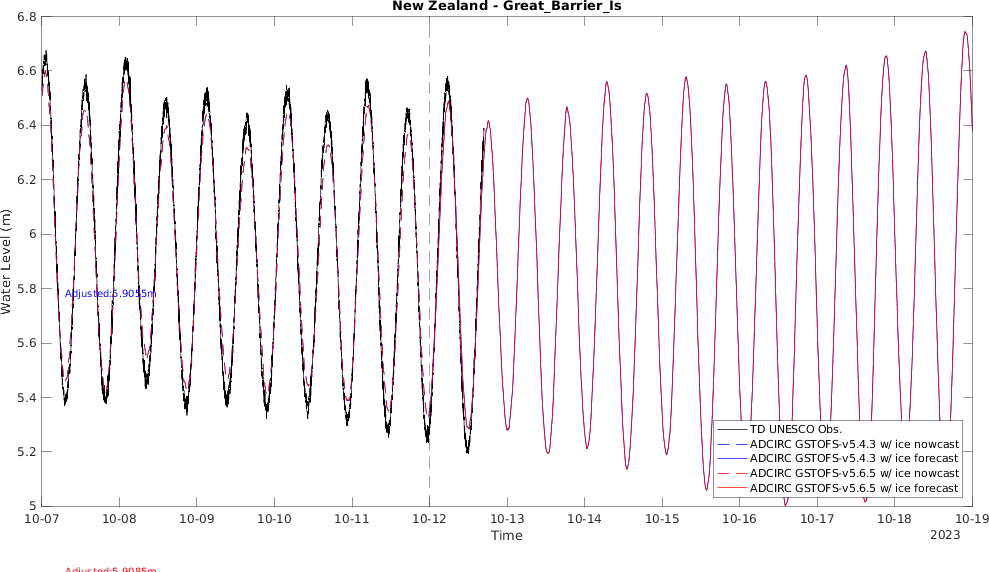 New Zealand - Great_Barrier_Is
6.8
6.6
6.4
6.2
6
5.8
5.6
5.4
5.2
5
Water Level (m)
Adjusted:5.9055m
TD UNESCO Obs.
ADCIRC GSTOFS-v5.4.3 w/ ice nowcast
ADCIRC GSTOFS-v5.4.3 w/ ice forecast
ADCIRC GSTOFS-v5.6.5 w/ ice nowcast
ADCIRC GSTOFS-v5.6.5 w/ ice forecast
10-07 10-08 10-09 10-10 10-11 10-12 10-13 10-14 10-15 10-16 10-17 10-18 10-19
Time
2023
Adjusted:5.9085m